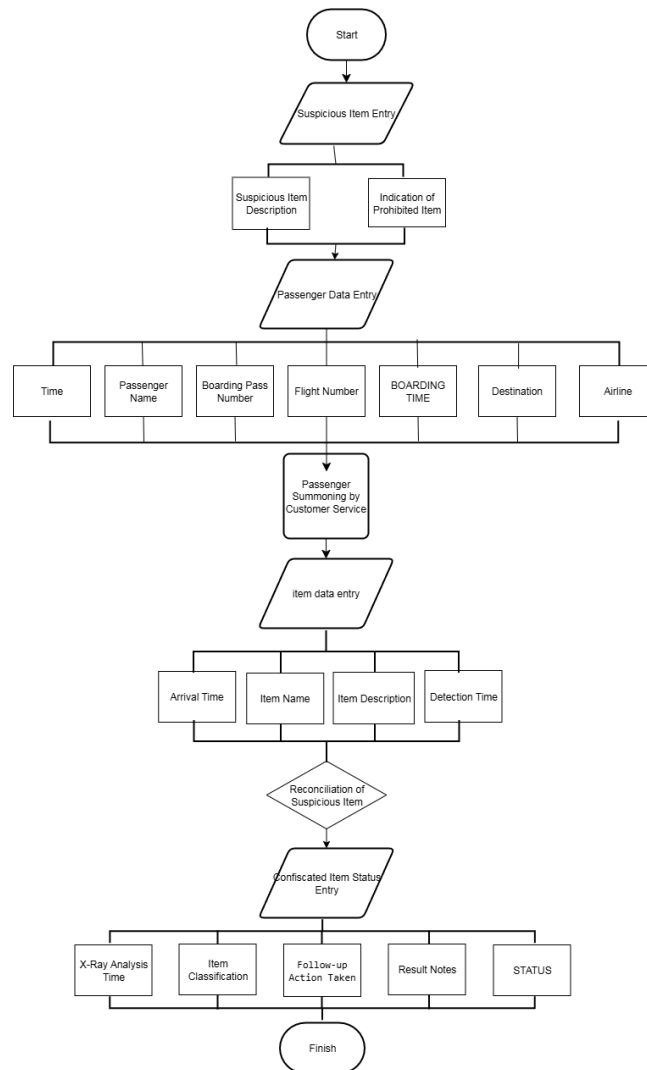 Start
Suspicious Item Entry
Suspicious Item
Description
Indication of
Prohibited Item
Passenger Data Entry
Time
Passenger
Name
Boarding Pass
Number
Flight Number
BOARDING
TIME
Destination
Airline
Passenger
Summoning by
Customer Service
item data entry
Arrival Time
Item Name
Item Description
Detection Time
Reconciliation of
Suspicious Item
Confiscated Item Status
Entry
X-Ray Analysis
Time
Item
Classification
Follow-up
Action Taken
Result Notes
STATUS
Finish